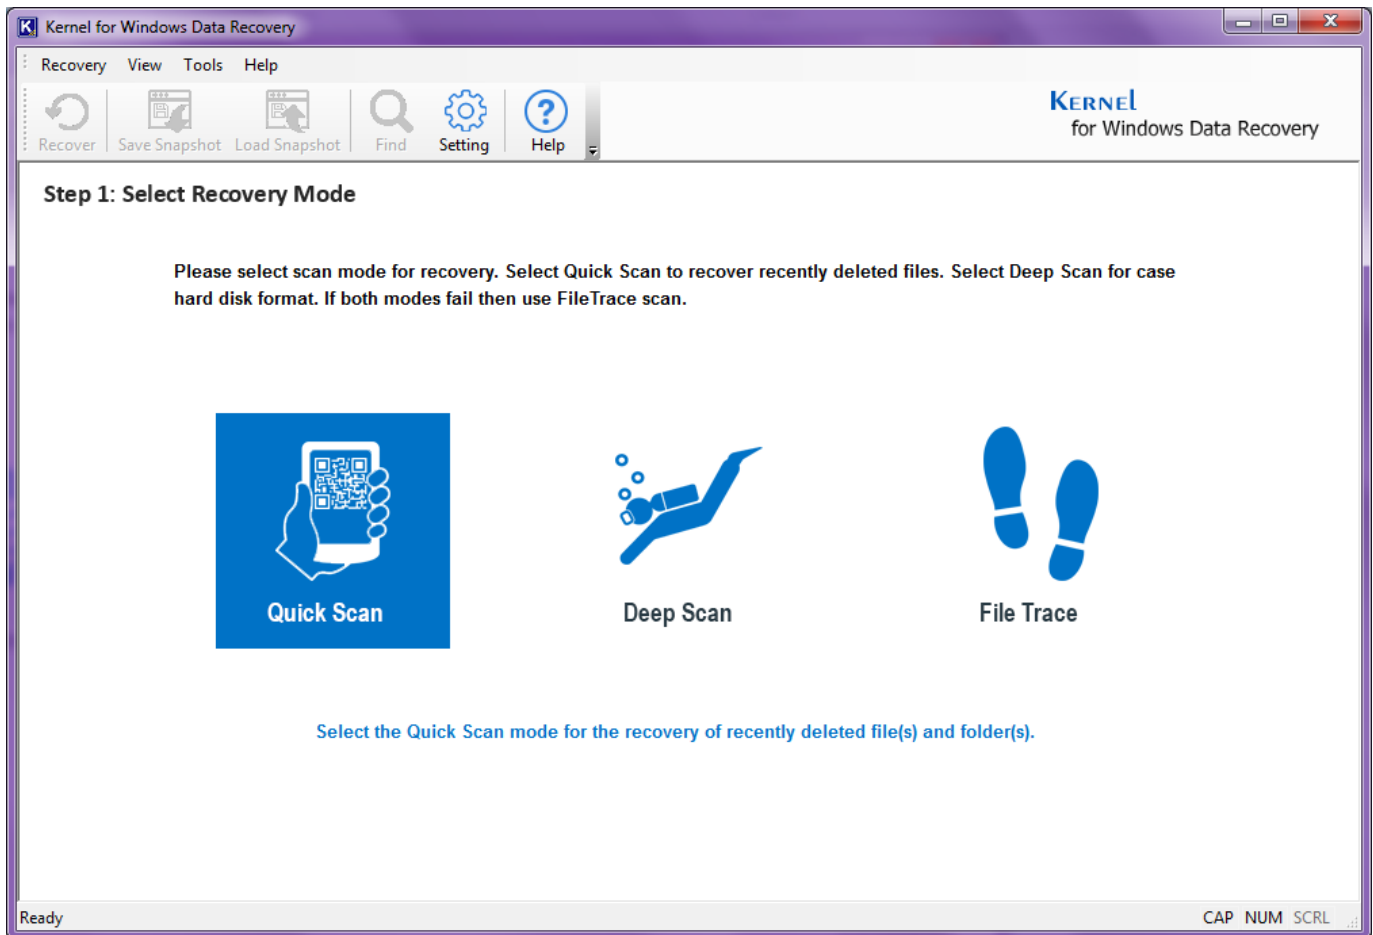 Kernel for Windows Data Recovery
Recovery View Tools Help
Recover Save Snapshot Load Snapshot Find Setting Help
KERNEL
for Windows Data Recovery
Step 1: Select Recovery Mode
Please select scan mode for recovery. Select Quick Scan to recover recently deleted files. Select Deep Scan for case
hard disk format. If both modes fail then use FileTrace scan.
Quick Scan Deep Scan File Trace
Select the Quick Scan mode for the recovery of recently deleted file(s) and folder(s).
Ready CAP NUM SCRL